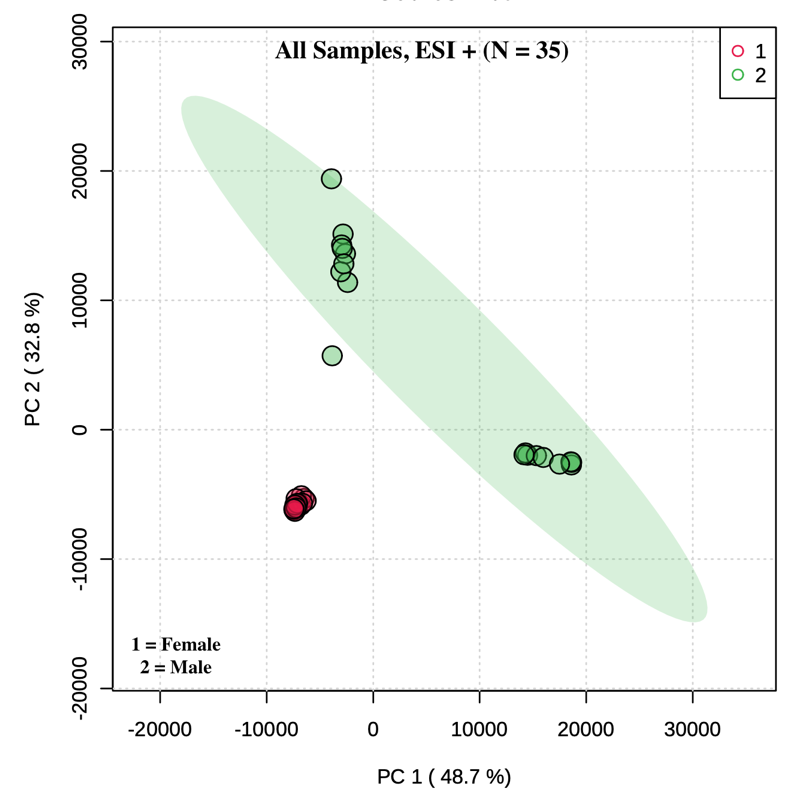 All Samples, ESI + (N = 35)
1
2
30000
20000
10000
0
-10000
-20000
PC 2 ( 32.8 %)
1 = Female
2 = Male
-20000
-10000
0
10000
20000
30000
PC 1 ( 48.7 %)